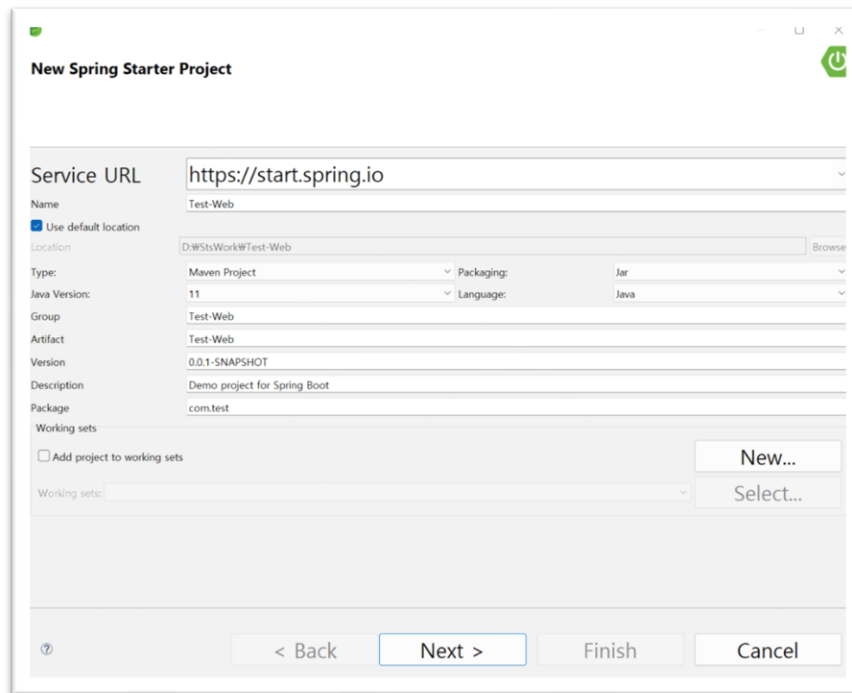 New Spring Starter Project
Service URL https://start.spring.io
Name Test-Web
Use default location
Location D:₩StsWork₩Test-Web Browse
Type: Maven Project Packaging: Jar
Java Version: 11 Language: Java
Group Test-Web
Artifact Test-Web
Version 0.0.1-SNAPSHOT
Description Demo project for Spring Boot
Package com.test
Working sets
Add project to working sets New...
Working sets: Select...
< Back Next > Finish Cancel